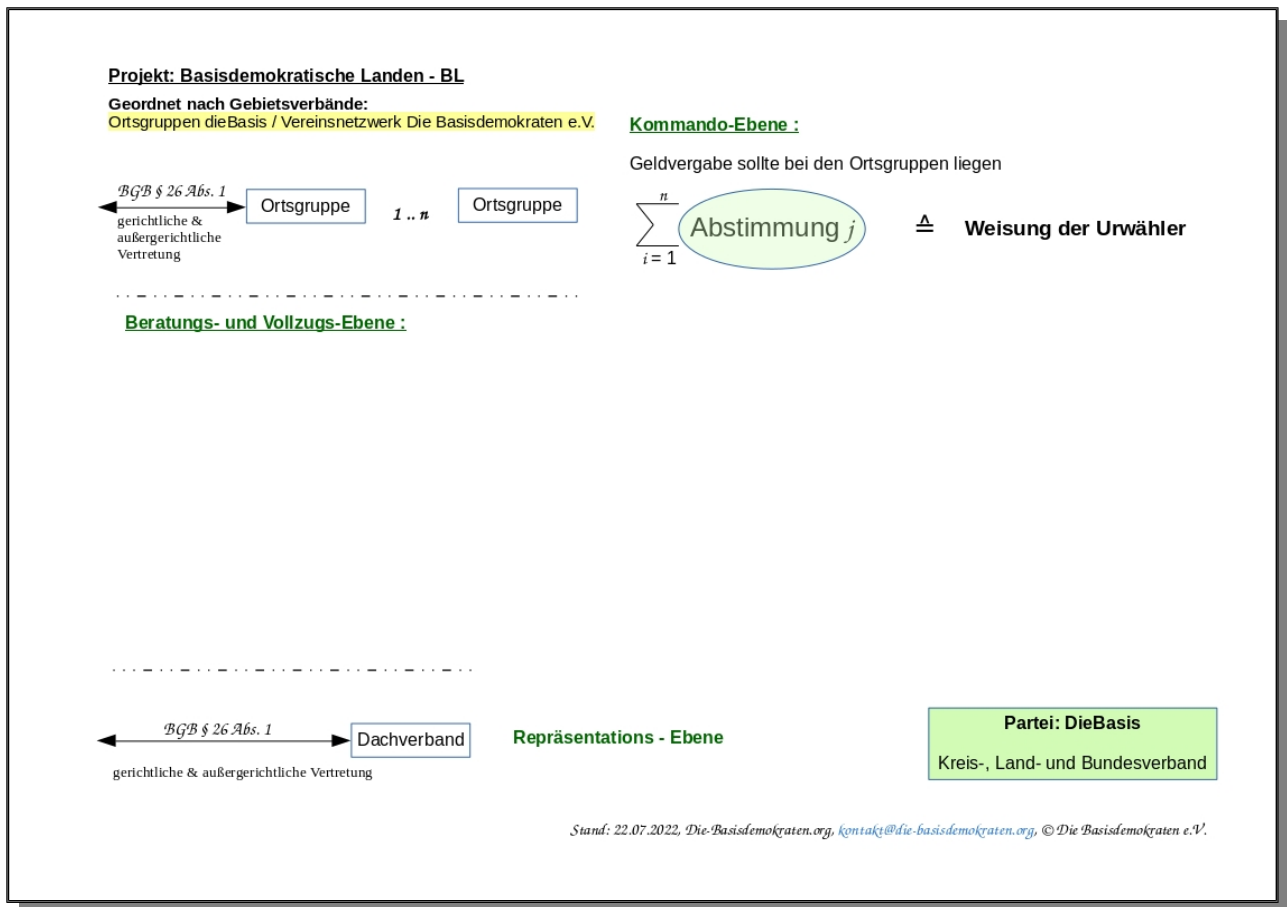 Projekt: Basisdemokratische Landen - BL
Geordnet nach Gebietsverbände:
Ortsgruppen dieBasis / Vereinsnetzwerk Die Basisdemokraten e.V.
Kommando-Ebene :
Geldvergabe sollte bei den Ortsgruppen liegen
BGB § 26 Abs. 1
gerichtliche &
außergerichtliche
Vertretung
Ortsgruppe
1 .. n
Ortsgruppe
n
∑ Abstimmung j
i = 1
≙ Weisung der Urwähler
Beratungs- und Vollzugs-Ebene :
BGB § 26 Abs. 1
gerichtliche & außergerichtliche Vertretung
Dachverband
Repräsentations - Ebene
Partei: DieBasis
Kreis-, Land- und Bundesverband
Stand: 22.07.2022, Die-Basisdemokraten.org, kontakt@die-basisdemokraten.org, © Die Basisdemokraten e.V.